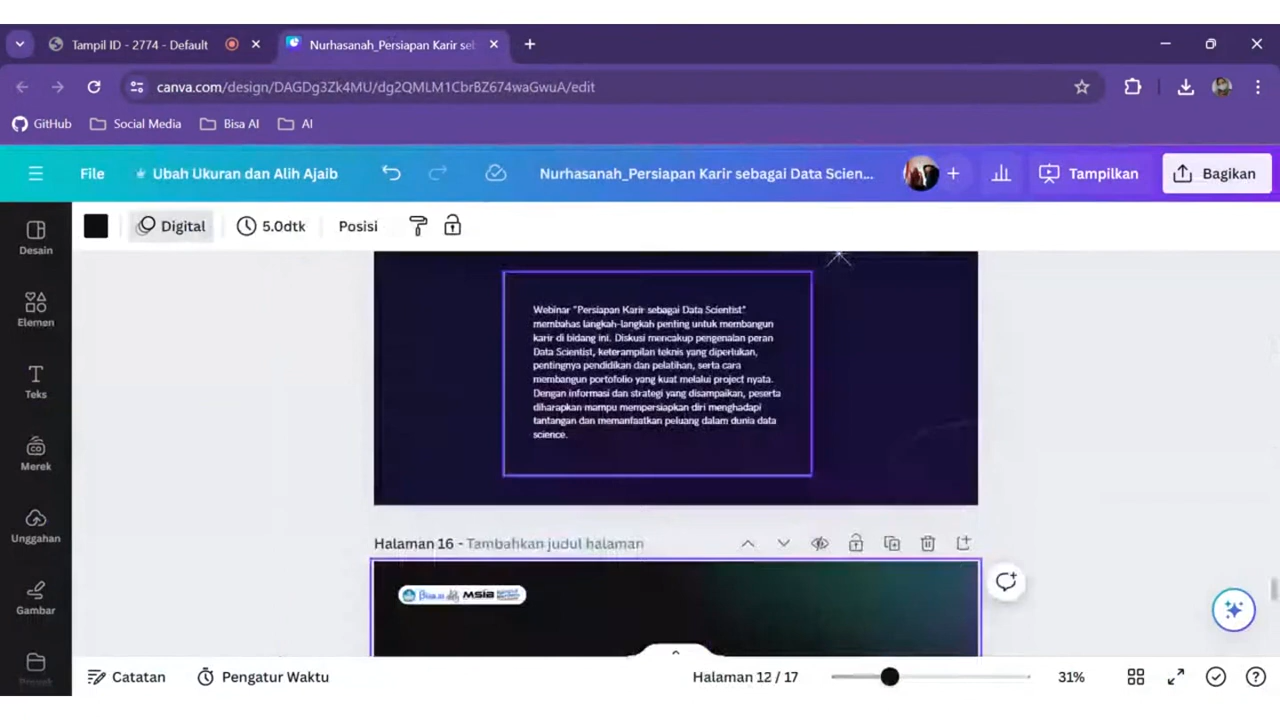 Tampil ID - 2774 - Default
Nurhasanah_Persiapan Karir se
canva.com/design/DAGDg3Zk4MU/dg2QMLM1CbrBZ674waGwuA/edit
GitHub
Social Media
Bisa AI
AI
File
Ubah Ukuran dan Alih Ajaib
Nurhasanah_Persiapan Karir sebagai Data Scien...
Tampilkan
Bagikan
Desain
Digital
5.0dtk
Posisi
Elemen
Teks
Merek
Unggahan
Gambar
Webinar "Persiapan Karir sebagai Data Scientist"
membahas langkah-langkah penting untuk membangun
karir di bidang ini. Diskusi mencakup pengenalan peran
Data Scientist, keterampilan teknis yang diperlukan,
pentingnya pendidikan dan pelatihan, serta cara
membangun portofolio yang kuat melalui project nyata.
Dengan informasi dan strategi yang disampaikan, peserta
diharapkan mampu mempersiapkan diri menghadapi
tantangan dan memanfaatkan peluang dalam dunia data
science.
Halaman 16 - Tambahkan judul halaman
MSiB
Catatan
Pengatur Waktu
Halaman 12 / 17
31%